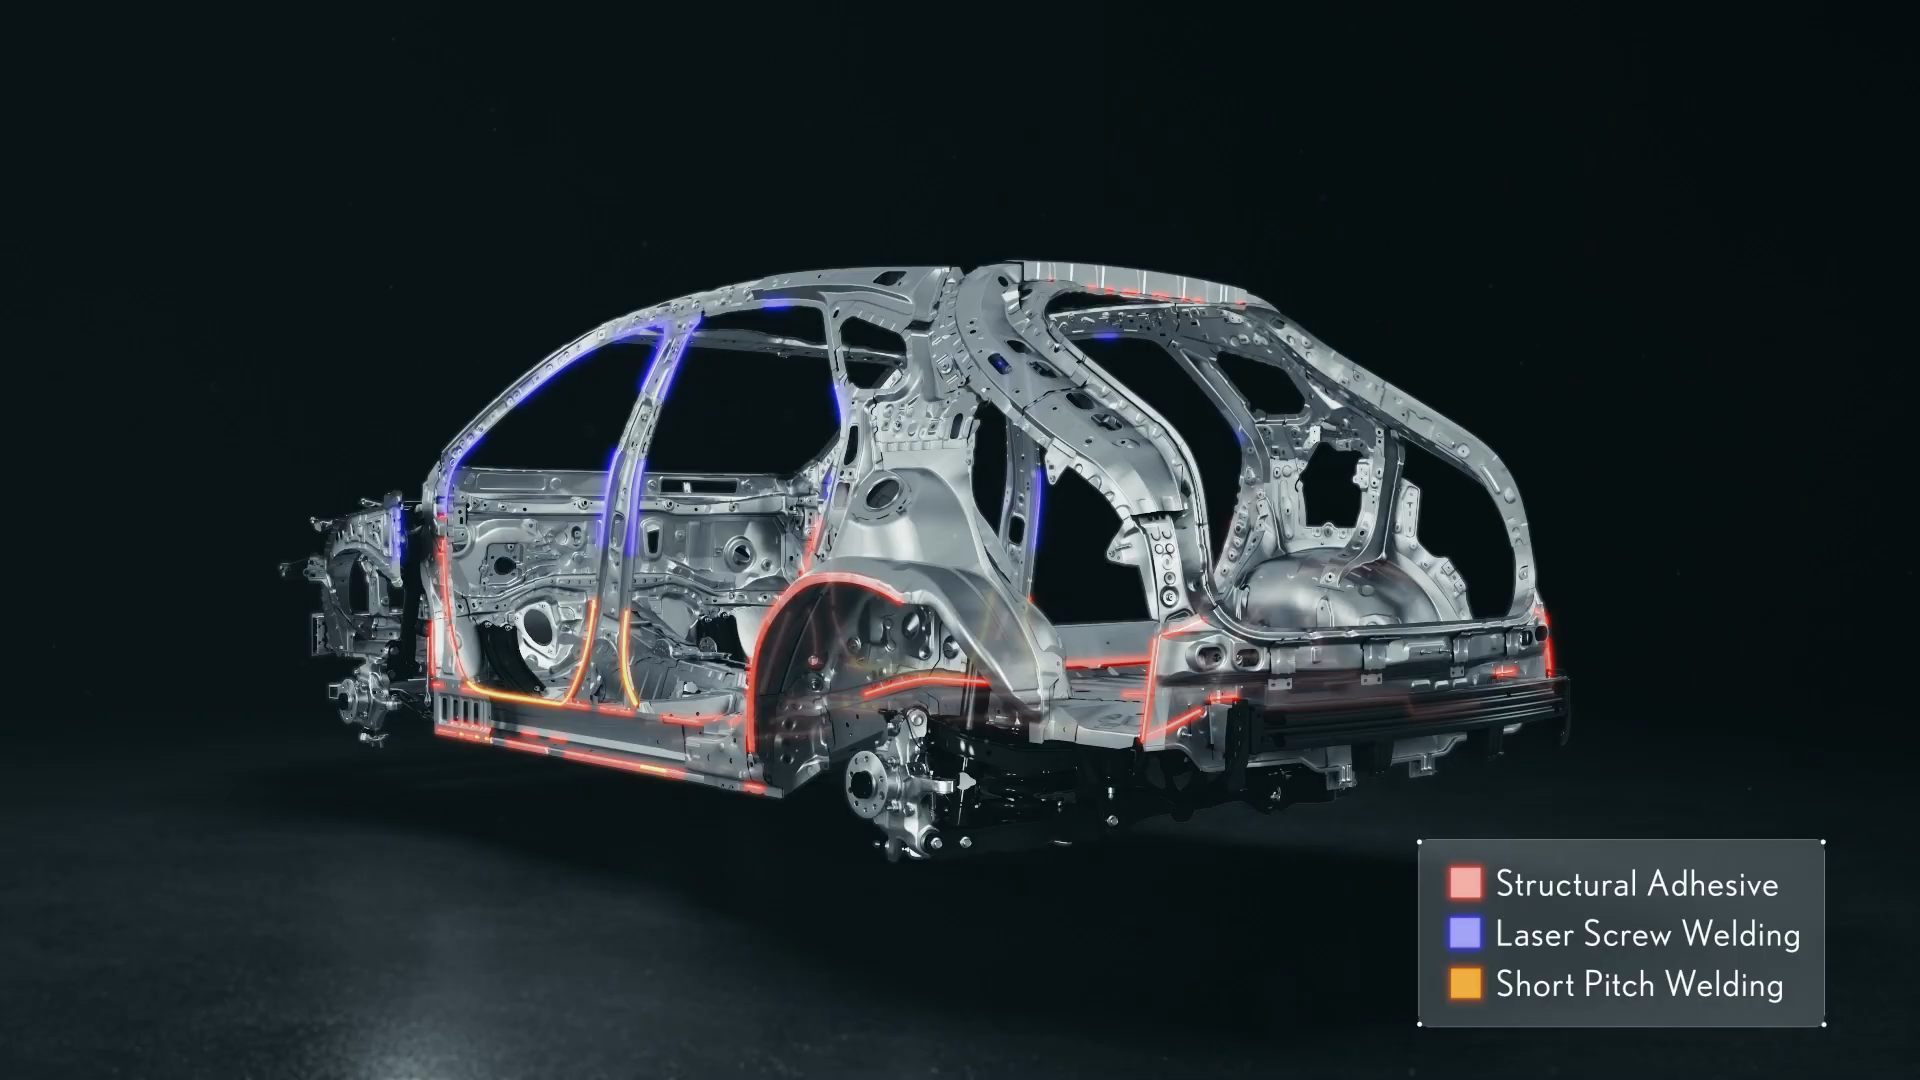 Structural Adhesive
Laser Screw Welding
Short Pitch Welding